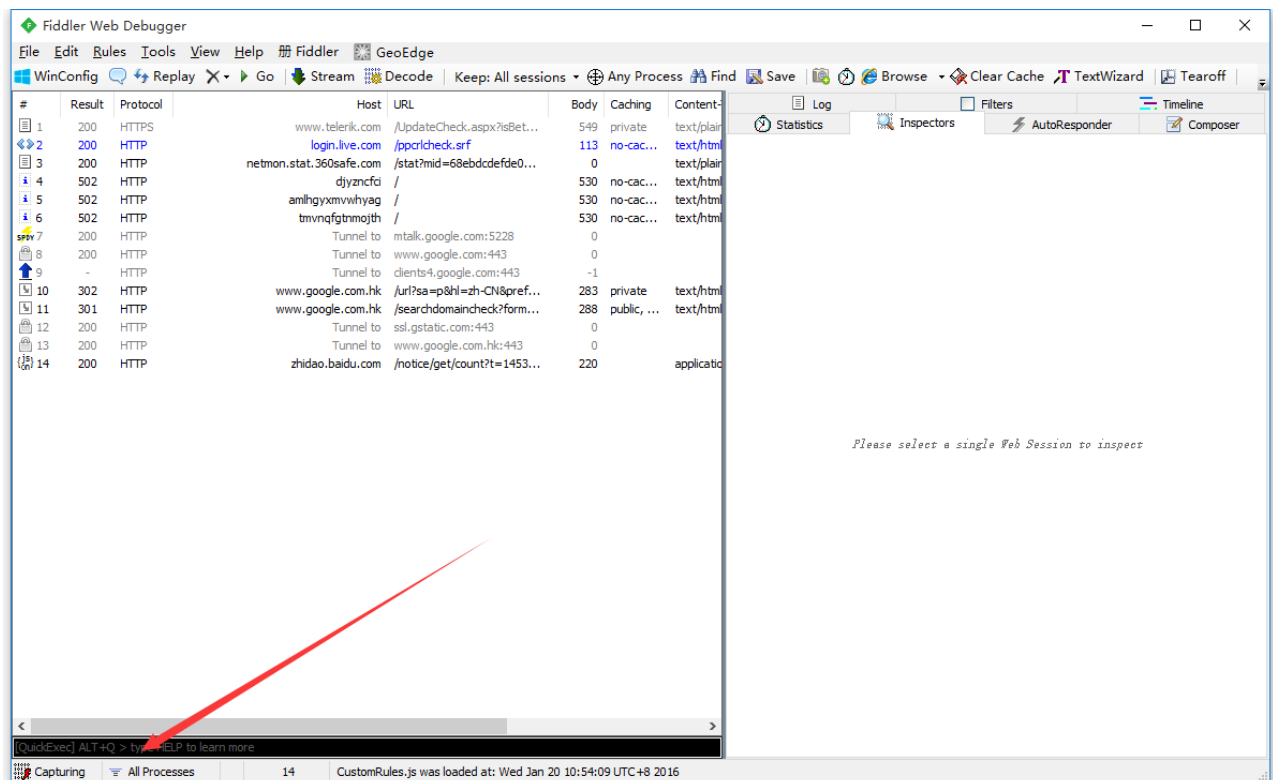 Fiddler Web Debugger
File Edit Rules Tools View Help 册 Fiddler GeoEdge
WinConfig Replay Go Stream Decode Keep: All sessions Any Process Find Save Browse Clear Cache TextWizard Tearoff
# Result Protocol Host URL Body Caching Content-
1 200 HTTPS www.telerik.com /UpdateCheck.aspx?isBet... 549 private text/plain
2 200 HTTP login.live.com /ppcrlcheck.srf 113 no-cac... text/html
3 200 HTTP netmon.stat.360safe.com /stat?mid=68ebdcdefde0... 0 text/plain
4 502 HTTP djyzncfci / 530 no-cac... text/html
5 502 HTTP amlhgyxmvwhyag / 530 no-cac... text/html
6 502 HTTP tmvnqfgtnmojth / 530 no-cac... text/html
SPDY 7 200 HTTP Tunnel to mtalk.google.com:5228 0
8 200 HTTP Tunnel to www.google.com:443 0
9 - HTTP Tunnel to clients4.google.com:443 -1
10 302 HTTP www.google.com.hk /url?sa=p&hl=zh-CN&pref... 283 private text/html
11 301 HTTP www.google.com.hk /searchdomaincheck?form... 288 public, ... text/html
12 200 HTTP Tunnel to ssl.gstatic.com:443 0
13 200 HTTP Tunnel to www.google.com.hk:443 0
{js on} 14 200 HTTP zhidao.baidu.com /notice/get/count?t=1453... 220 applicatio
Log Filters Timeline
Statistics Inspectors AutoResponder Composer
Please select a single Web Session to inspect
[QuickExec] ALT+Q > type HELP to learn more
Capturing All Processes 14 CustomRules.js was loaded at: Wed Jan 20 10:54:09 UTC+8 2016